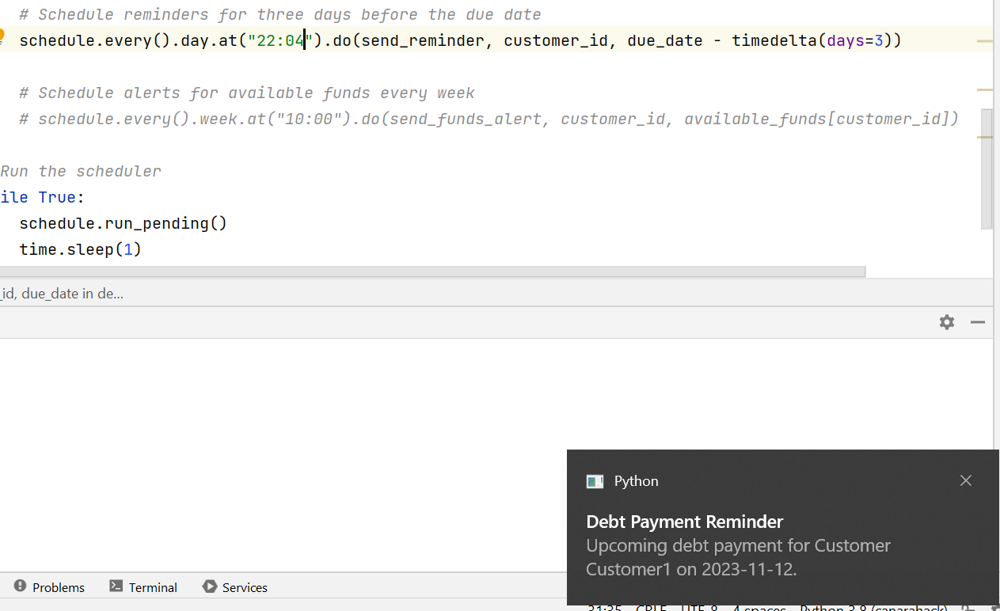 # Schedule reminders for three days before the due date
schedule.every().day.at("22:04").do(send_reminder, customer_id, due_date - timedelta(days=3))
# Schedule alerts for available funds every week
# schedule.every().week.at("10:00").do(send_funds_alert, customer_id, available_funds[customer_id])
Run the scheduler
ile True:
schedule.run_pending()
time.sleep(1)
_id, due_date in de...
Python
Debt Payment Reminder
Upcoming debt payment for Customer
Customer1 on 2023-11-12.
Problems Terminal Services
31:35 CRLF UTF-8 4 spaces Python 3.8 (canarahack)